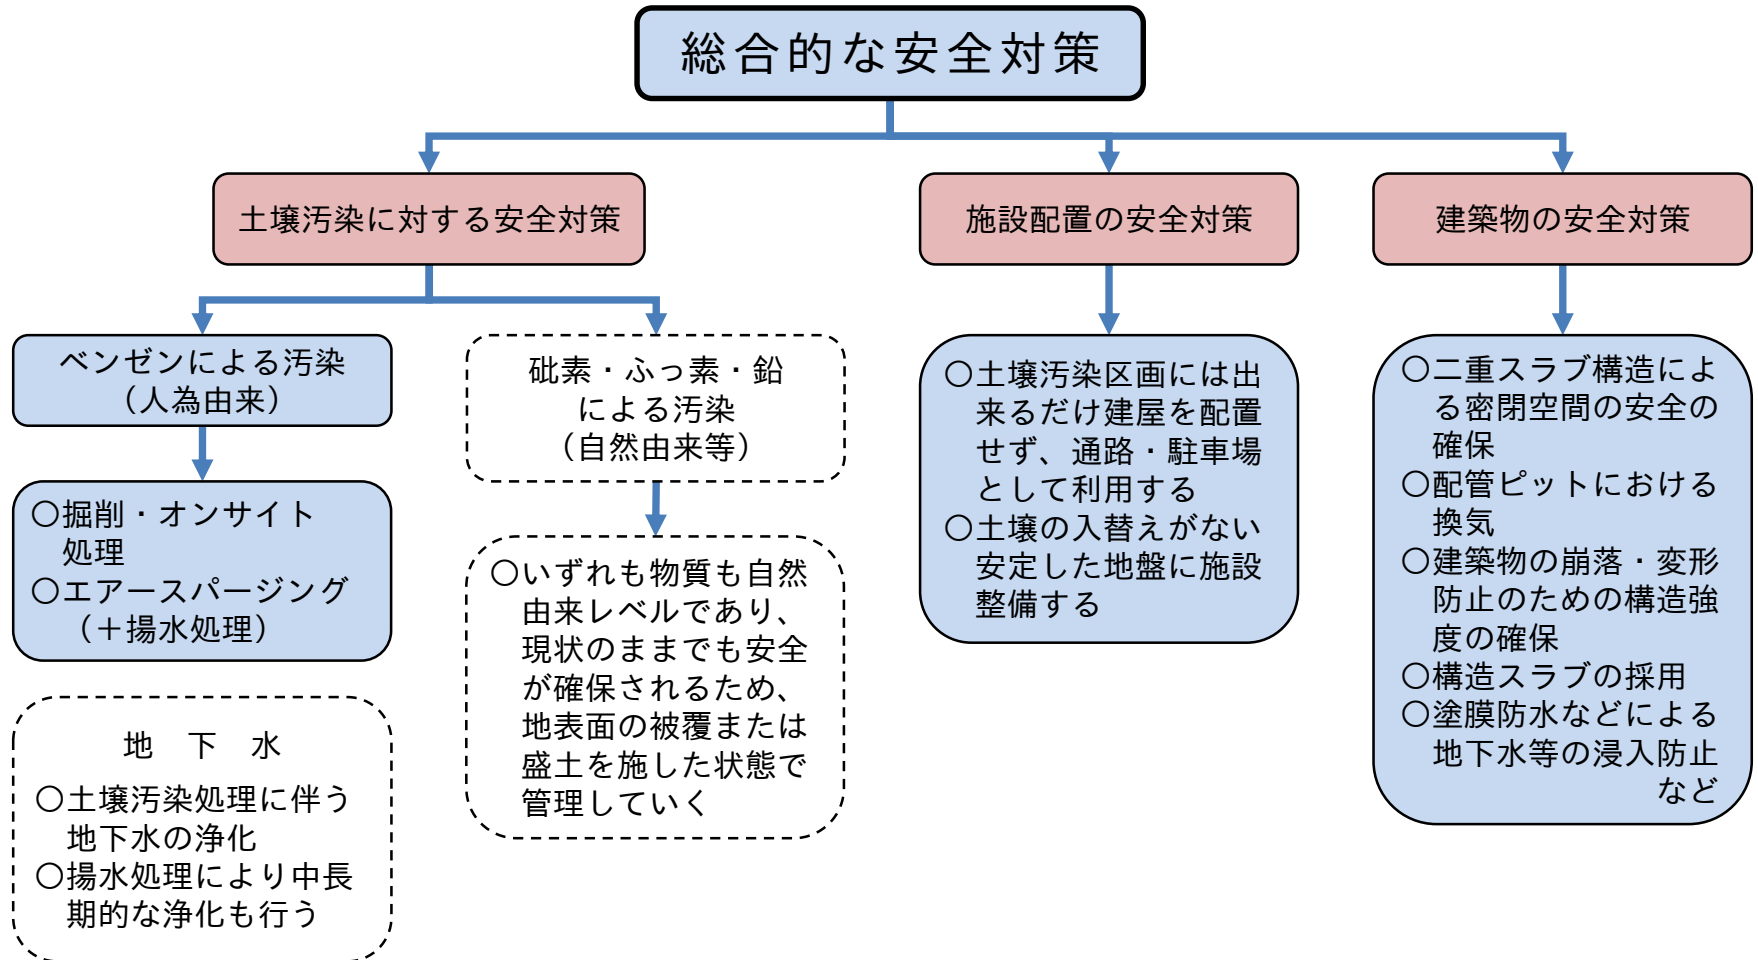 総合的な安全対策
土壌汚染に対する安全対策
施設配置の安全対策
建築物の安全対策
ベンゼンによる汚染
（人為由来）
〇掘削・オンサイト
処理
〇エアースパージング
（＋揚水処理）
地　下　水
〇土壌汚染処理に伴う
地下水の浄化
〇揚水処理により中長
期的な浄化も行う
砒素・ふっ素・鉛
による汚染
（自然由来等）
〇いずれも物質も自然
由来レベルであり、
現状のままでも安全
が確保されるため、
地表面の被覆または
盛土を施した状態で
管理していく
〇土壌汚染区画には出
来るだけ建屋を配置
せず、通路・駐車場
として利用する
〇土壌の入替えがない
安定した地盤に施設
整備する
〇二重スラブ構造によ
る密閉空間の安全の
確保
〇配管ピットにおける
換気
〇建築物の崩落・変形
防止のための構造強
度の確保
〇構造スラブの採用
〇塗膜防水などによる
地下水等の浸入防止
など